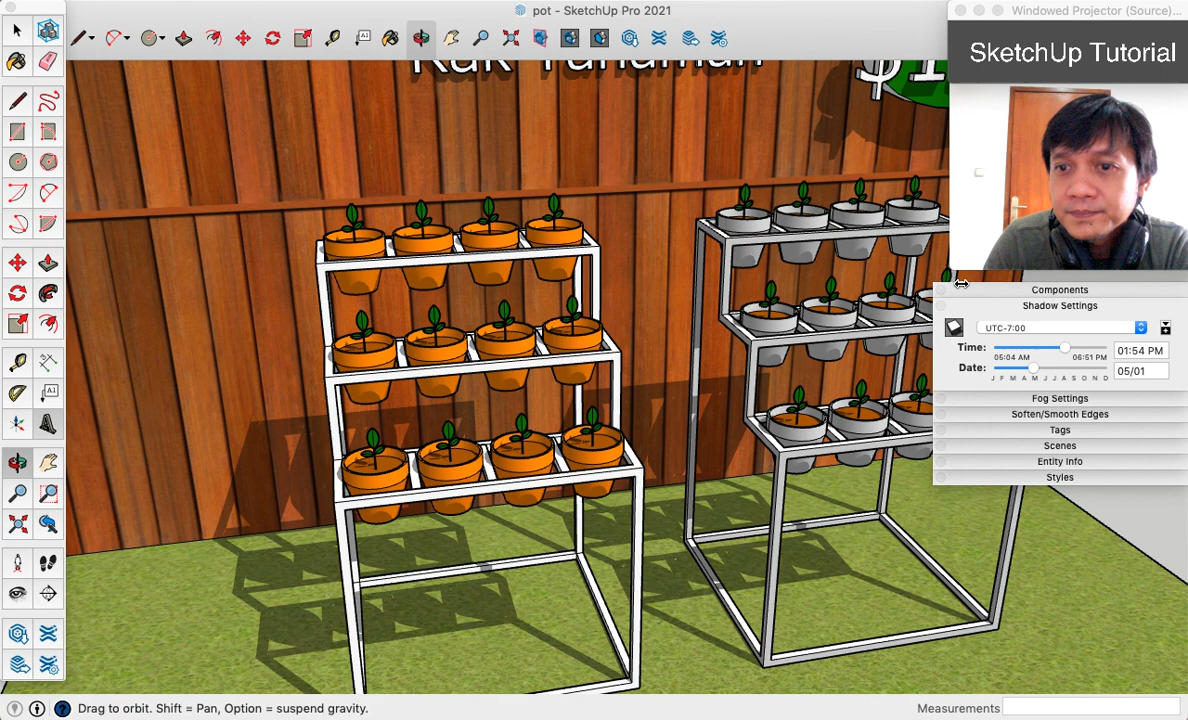 pot - SketchUp Pro 2021
Windowed Projector (Source)...
SketchUp Tutorial
Rak Tanaman
Components
Shadow Settings
UTC-7:00
Time:
05:04 AM
06:51 PM
01:54 PM
Date:
J F M A M J J A S O N D
05/01
Fog Settings
Soften/Smooth Edges
Tags
Scenes
Entity Info
Styles
Drag to orbit. Shift = Pan, Option = suspend gravity.
Measurements